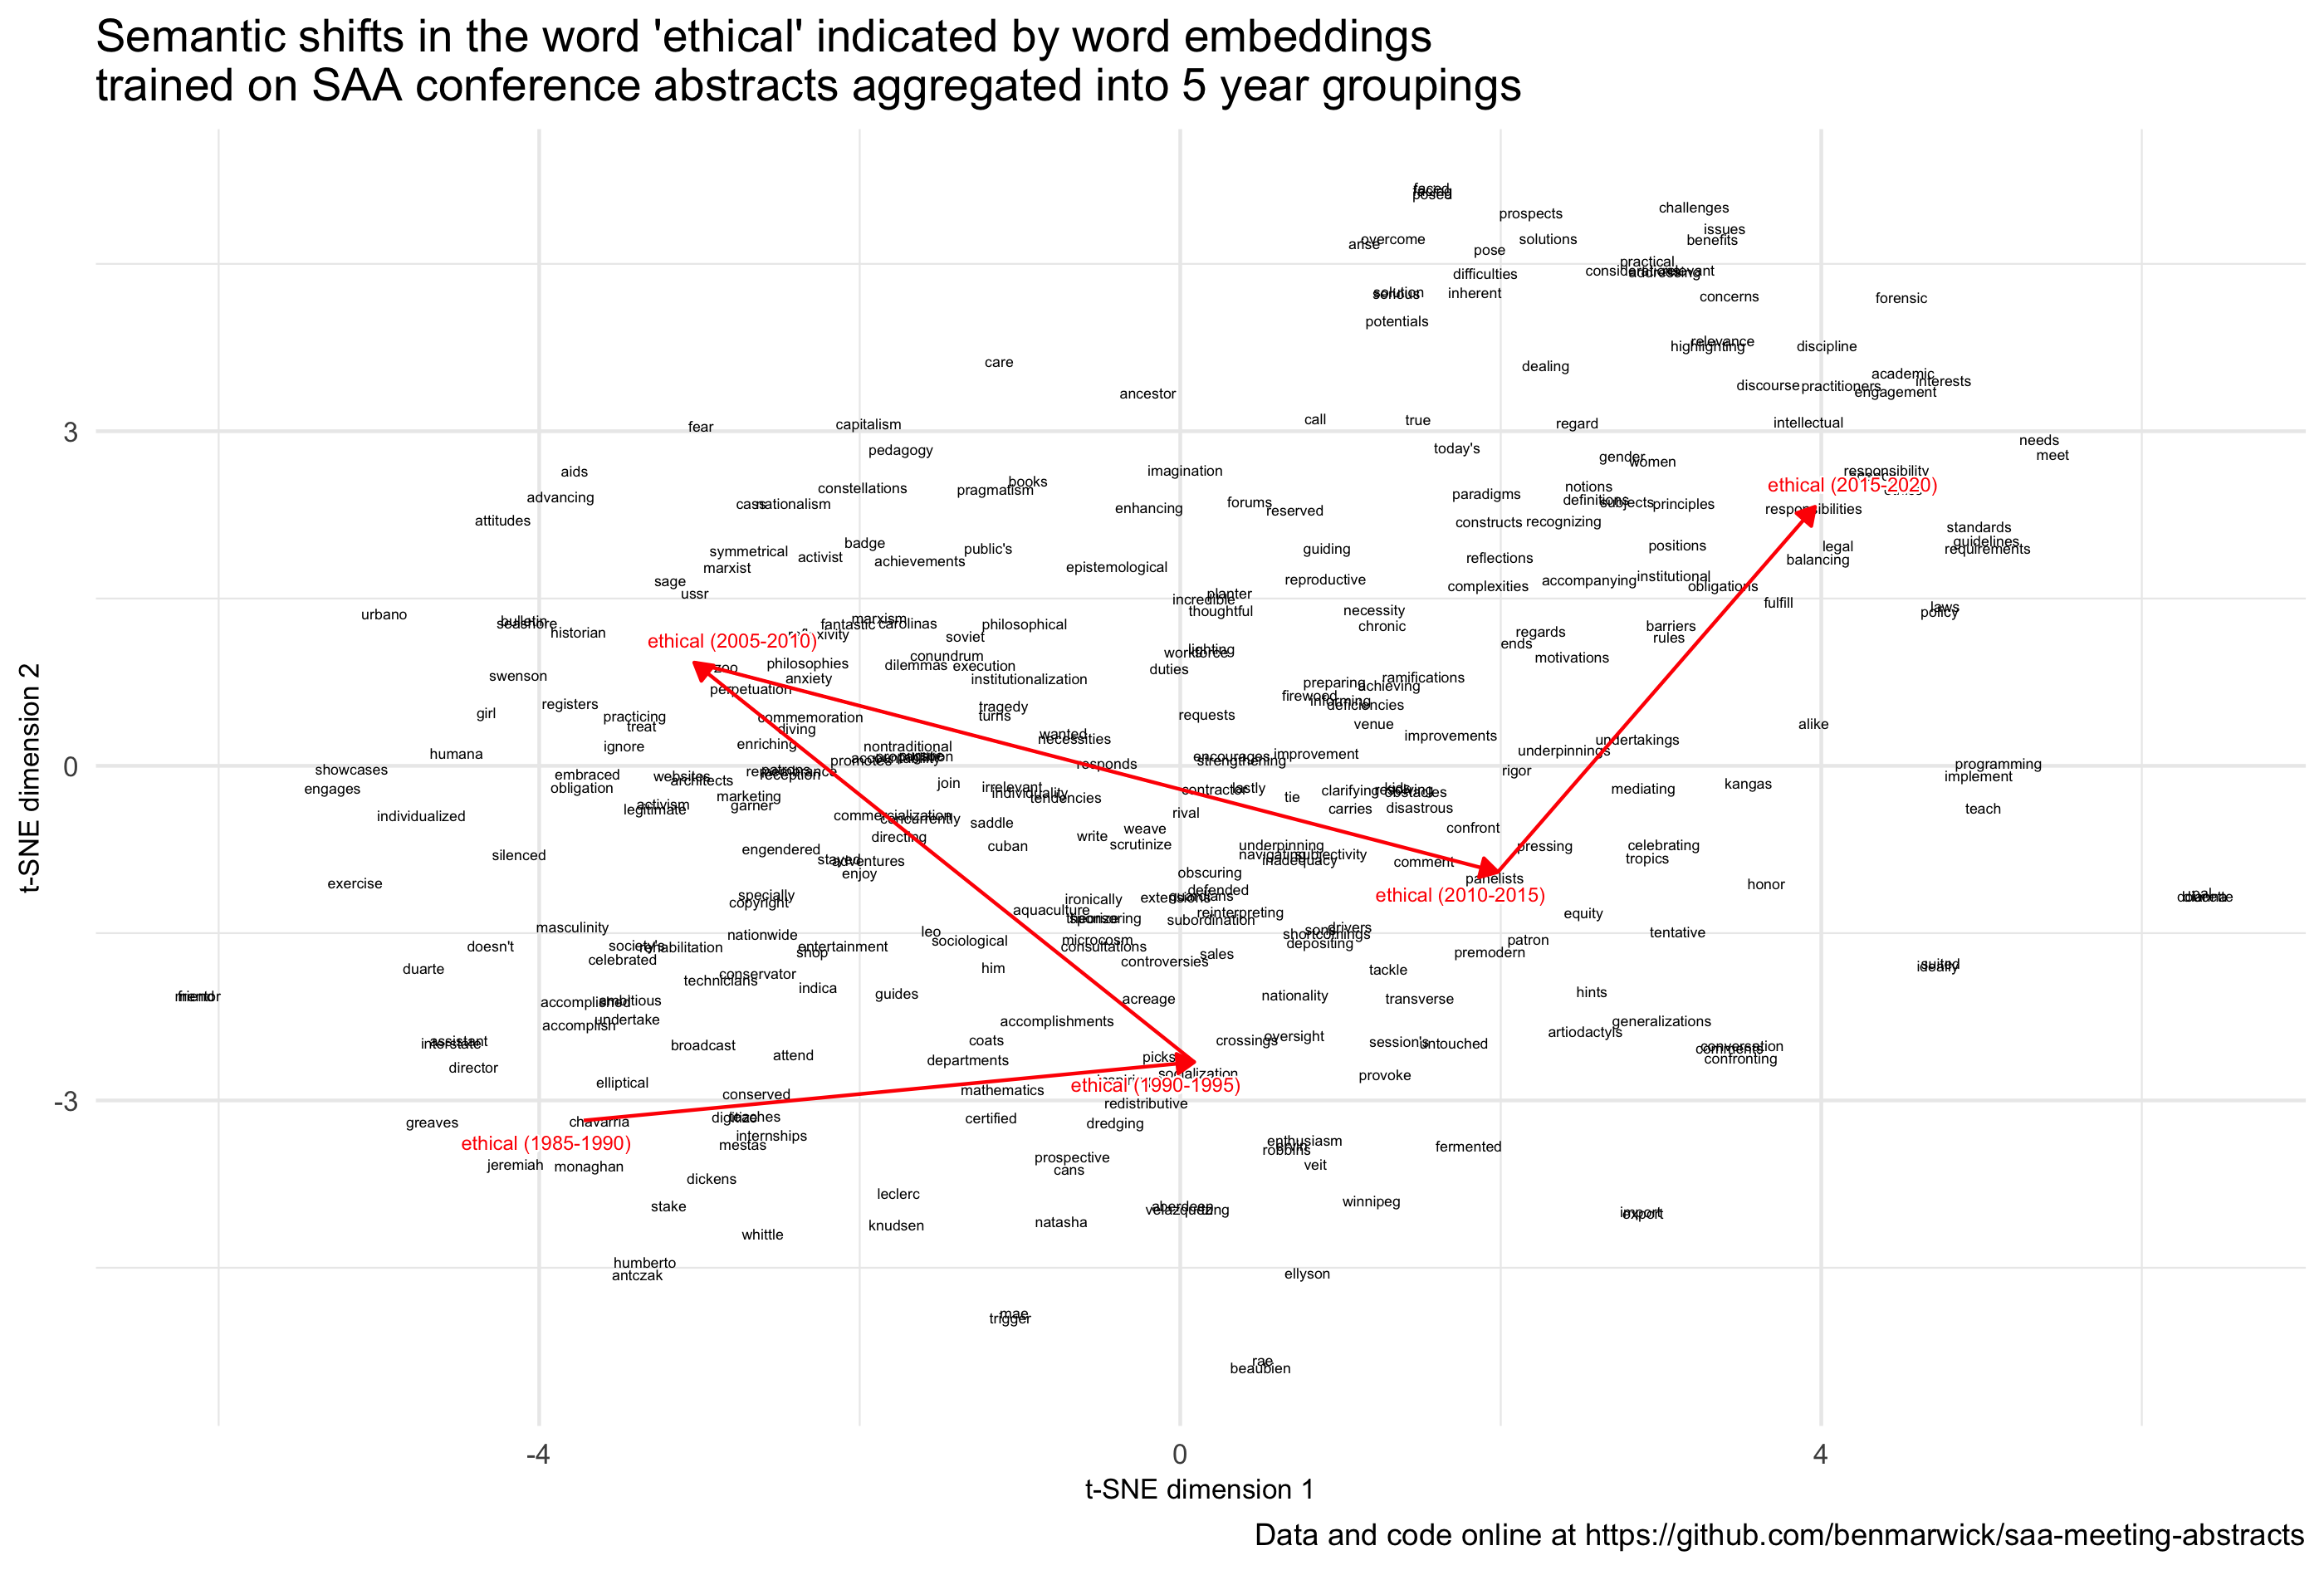 Semantic shifts in the word 'ethical' indicated by word embeddings
trained on SAA conference abstracts aggregated into 5 year groupings
faced
posed
prospects
challenges
issues
overcome
solutions
benefits
arise
pose
practical
difficulties
considerations
relevant
addressing
solution
serious
inherent
concerns
forensic
potentials
relevance
highlighting
discipline
care
dealing
academic
interests
discourse
practitioners
engagement
ancestor
call
true
regard
intellectual
fear
capitalism
needs
pedagogy
today's
meet
gender
women
aids
imagination
responsibility
books
constellations
pragmatism
notions
ethical (2015-2020)
advancing
paradigms
definitions
subjects
principles
cass
nationalism
enhancing
forums
reserved
responsibilities
attitudes
constructs
recognizing
standards
badge
guidelines
symmetrical
activist
public's
guiding
positions
legal
requirements
marxist
achievements
epistemological
reflections
balancing
sage
reproductive
accompanying
institutional
ussr
planter
complexities
obligations
incredible
fulfill
urbano
thoughtful
necessity
laws
policy
bulletin
seashore
marxism
fantastic
carolinas
philosophical
chronic
barriers
historian
reflexivity
soviet
regards
rules
ethical (2005-2010)
ends
lighting
workforce
conundrum
motivations
zoo
philosophies
dilemmas
execution
duties
swenson
anxiety
institutionalization
ramifications
perpetuation
preparing
achieving
firewood
informing
deficiencies
registers
girl
practicing
commemoration
tragedy
turns
requests
treat
diving
venue
alike
wanted
necessities
improvements
undertakings
ignore
enriching
nontraditional
humana
underpinnings
encourages
improvement
promotes
accountability
strengthening
responds
programming
showcases
patrons
remembrance
reception
rigor
embraced
websites
architects
implement
engages
obligation
join
irrelevant
individuality
tendencies
contractor
lastly
tie
clarifying
resolving
obstacles
mediating
kangas
marketing
activism
legitimate
garner
carries
disastrous
teach
individualized
commercialization
concurrently
saddle
rival
weave
confront
directing
write
scrutinize
cuban
silenced
engendered
underpinning
pressing
celebrating
stayed
adventures
navigating
subjectivity
inadequacy
comment
tropics
enjoy
obscuring
panelists
exercise
honor
defended
specially
copyright
ironically
extensions
guardians
ethical (2010-2015)
pal
aquaculture
sponsoring
reinterpreting
subordination
equity
masculinity
leo
drivers
sons
shortcomings
nationwide
tentative
doesn't
society's
rehabilitation
entertainment
shop
sociological
microcosm
consultations
depositing
patron
premodern
celebrated
controversies
sales
duarte
him
tackle
suited
ideally
conservator
technicians
indica
guides
mentor
friend
accomplished
ambitious
acreage
nationality
transverse
hints
accomplish
undertake
accomplishments
generalizations
artiodactyls
assistant
interstate
broadcast
coats
crossings
oversight
session's
untouched
conversation
comments
confronting
attend
departments
picks
director
socialization
provoke
elliptical
ethical (1990-1995)
conserved
mathematics
redistributive
greaves
chavarria
digitize
teaches
certified
dredging
internships
ethical (1985-1990)
mestas
enthusiasm
robbins
fermented
jeremiah
monaghan
prospective
cans
veit
dickens
stake
leclerc
winnipeg
aberdeen
velazquez
import
export
knudsen
natasha
whittle
humberto
antczak
ellyson
mae
trigger
rae
beaubien
3
0
-3
-4
0
4
t-SNE dimension 2
t-SNE dimension 1
Data and code online at https://github.com/benmarwick/saa-meeting-abstracts